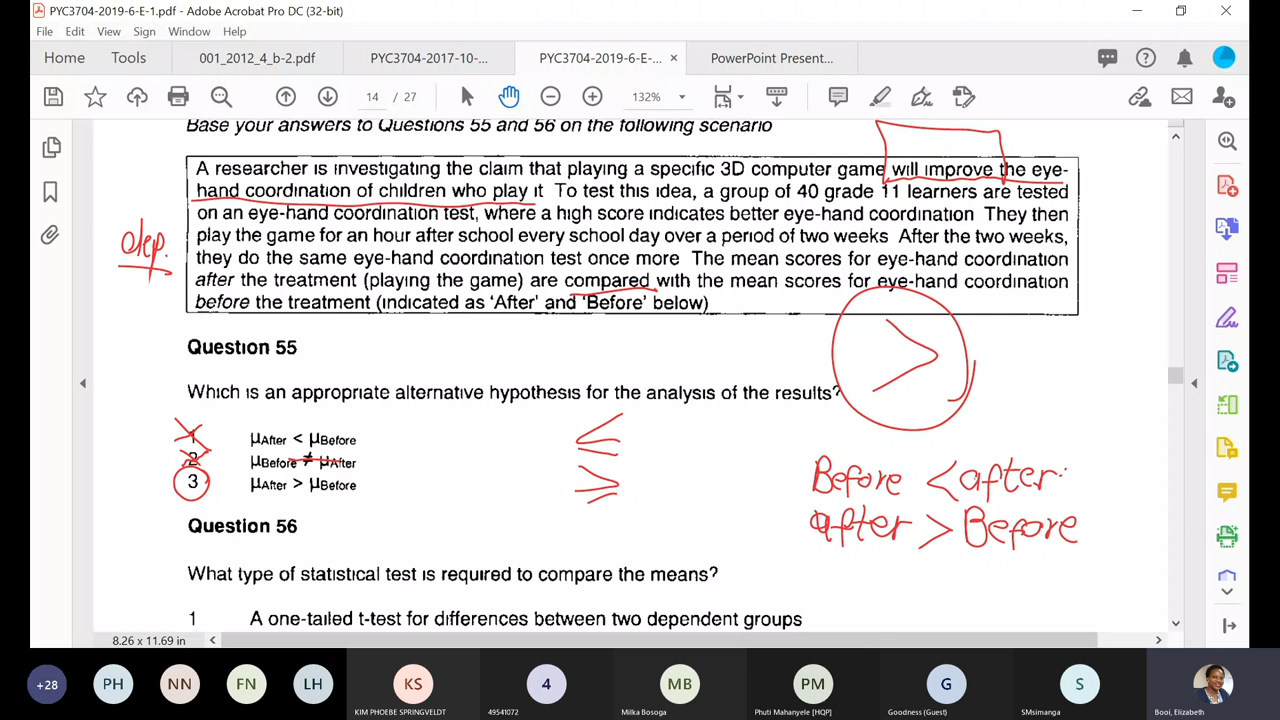 PYC3704-2019-6-E-1.pdf - Adobe Acrobat Pro DC (32-bit)
File Edit View Sign Window Help
Home Tools 001_2012_4_b-2.pdf PYC3704-2017-10-... PYC3704-2019-6-E-... × PowerPoint Present...
14 / 27 132%
Base your answers to Questions 55 and 56 on the following scenario
A researcher is investigating the claim that playing a specific 3D computer game will improve the eye-
hand coordination of children who play it To test this idea, a group of 40 grade 11 learners are tested
on an eye-hand coordination test, where a high score indicates better eye-hand coordination They then
play the game for an hour after school every school day over a period of two weeks After the two weeks,
they do the same eye-hand coordination test once more The mean scores for eye-hand coordination
after the treatment (playing the game) are compared with the mean scores for eye-hand coordination
before the treatment (indicated as 'After' and 'Before' below)
dep.
>
Question 55
Which is an appropriate alternative hypothesis for the analysis of the results?
1 μAfter < μBefore ≤
2 μBefore ≠ μAfter
3 μAfter > μBefore ≥
Before < after
after > Before
Question 56
What type of statistical test is required to compare the means?
1 A one-tailed t-test for differences between two dependent groups
8.26 x 11.69 in
+28 PH NN FN LH KS 4 MB PM G S
KIM PHOEBE SPRINGVELDT 49541072 Milka Bosoga Phuti Mahanyele [HQP] Goodness (Guest) SMsimanga Booi, Elizabeth